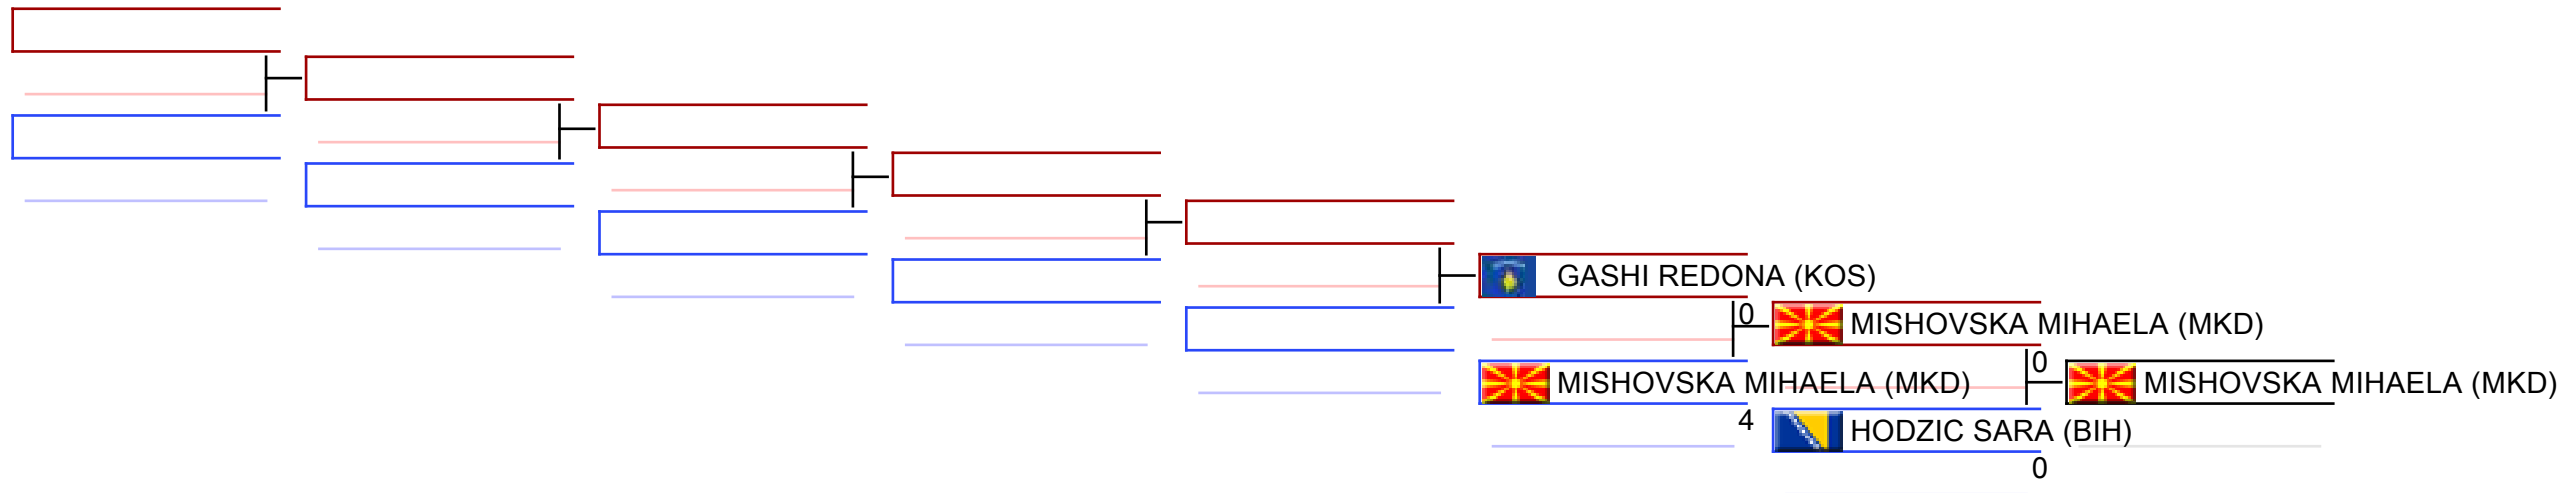 GASHI REDONA (KOS)
0
MISHOVSKA MIHAELA (MKD)
0
MISHOVSKA MIHAELA (MKD)
MISHOVSKA MIHAELA (MKD)
4
HODZIC SARA (BIH)
0